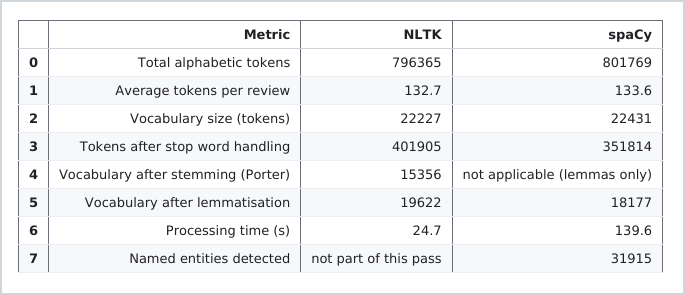 Metric NLTK spaCy
0 Total alphabetic tokens 796365 801769
1 Average tokens per review 132.7 133.6
2 Vocabulary size (tokens) 22227 22431
3 Tokens after stop word handling 401905 351814
4 Vocabulary after stemming (Porter) 15356 not applicable (lemmas only)
5 Vocabulary after lemmatisation 19622 18177
6 Processing time (s) 24.7 139.6
7 Named entities detected not part of this pass 31915